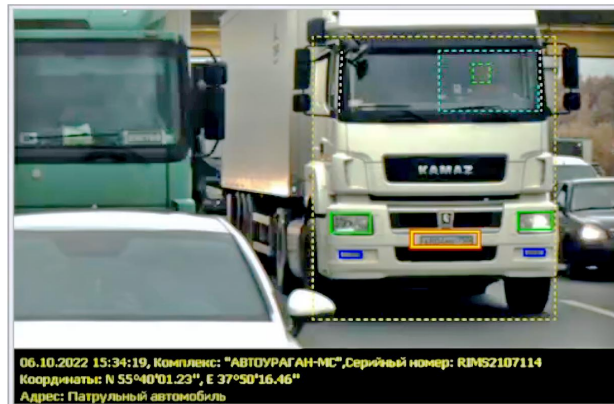 KAMAZ
06.10.2022 15:34:19, Комплекс: "АВТОУРАГАН-МС",Серийный номер: RIMS2107114
Координаты: N 55°40'01.23", E 37°50'16.46"
Адрес: Патрульный автомобиль